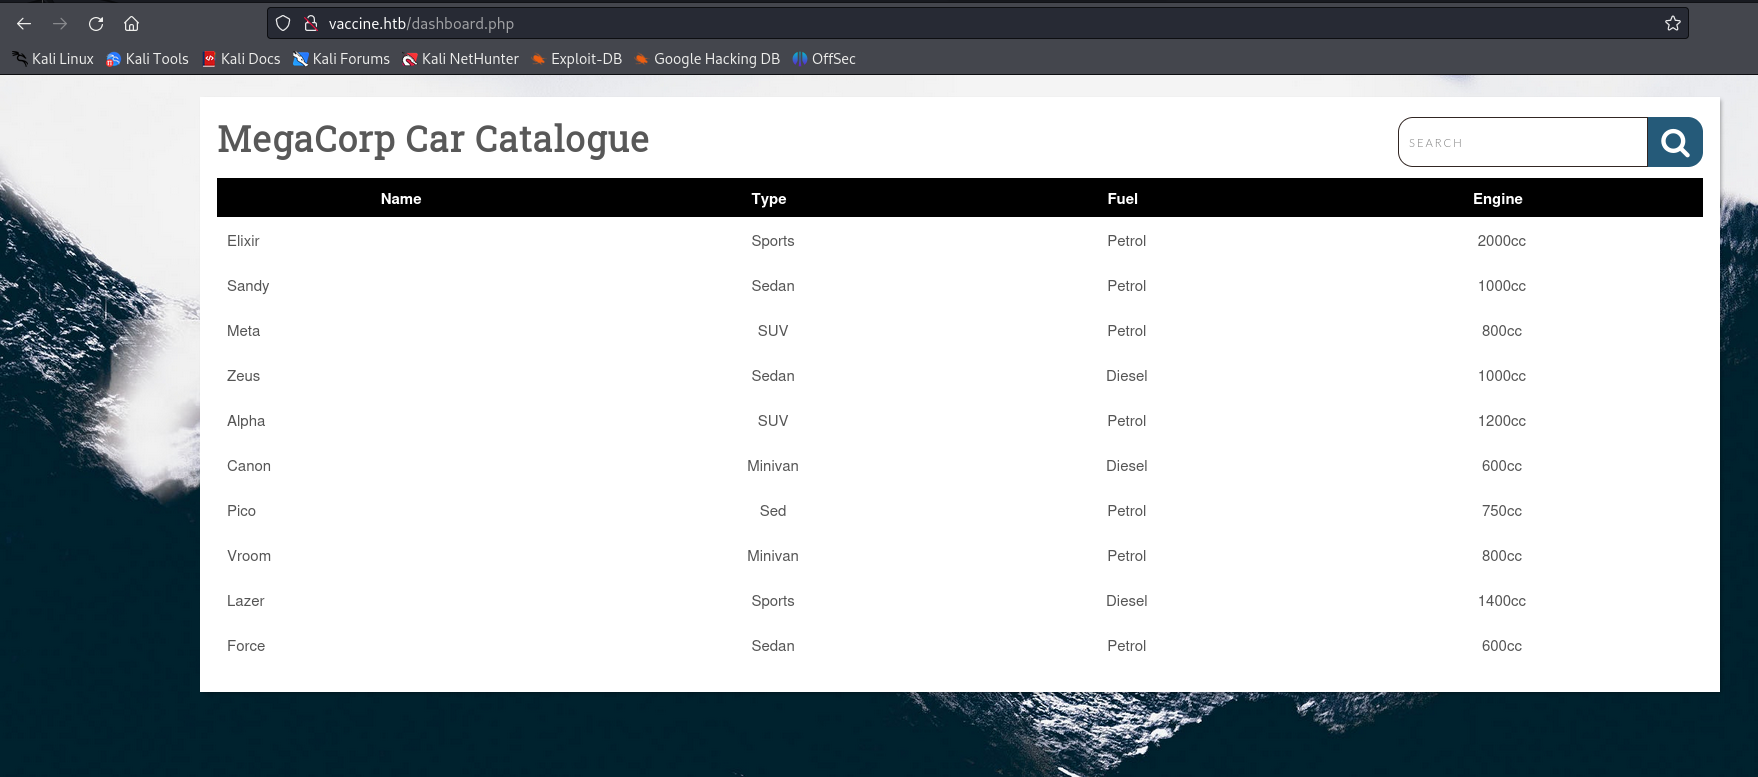 vaccine.htb/dashboard.php
Kali Linux Kali Tools Kali Docs Kali Forums Kali NetHunter Exploit-DB Google Hacking DB OffSec
MegaCorp Car Catalogue
SEARCH
Name Type Fuel Engine
Elixir Sports Petrol 2000cc
Sandy Sedan Petrol 1000cc
Meta SUV Petrol 800cc
Zeus Sedan Diesel 1000cc
Alpha SUV Petrol 1200cc
Canon Minivan Diesel 600cc
Pico Sed Petrol 750cc
Vroom Minivan Petrol 800cc
Lazer Sports Diesel 1400cc
Force Sedan Petrol 600cc